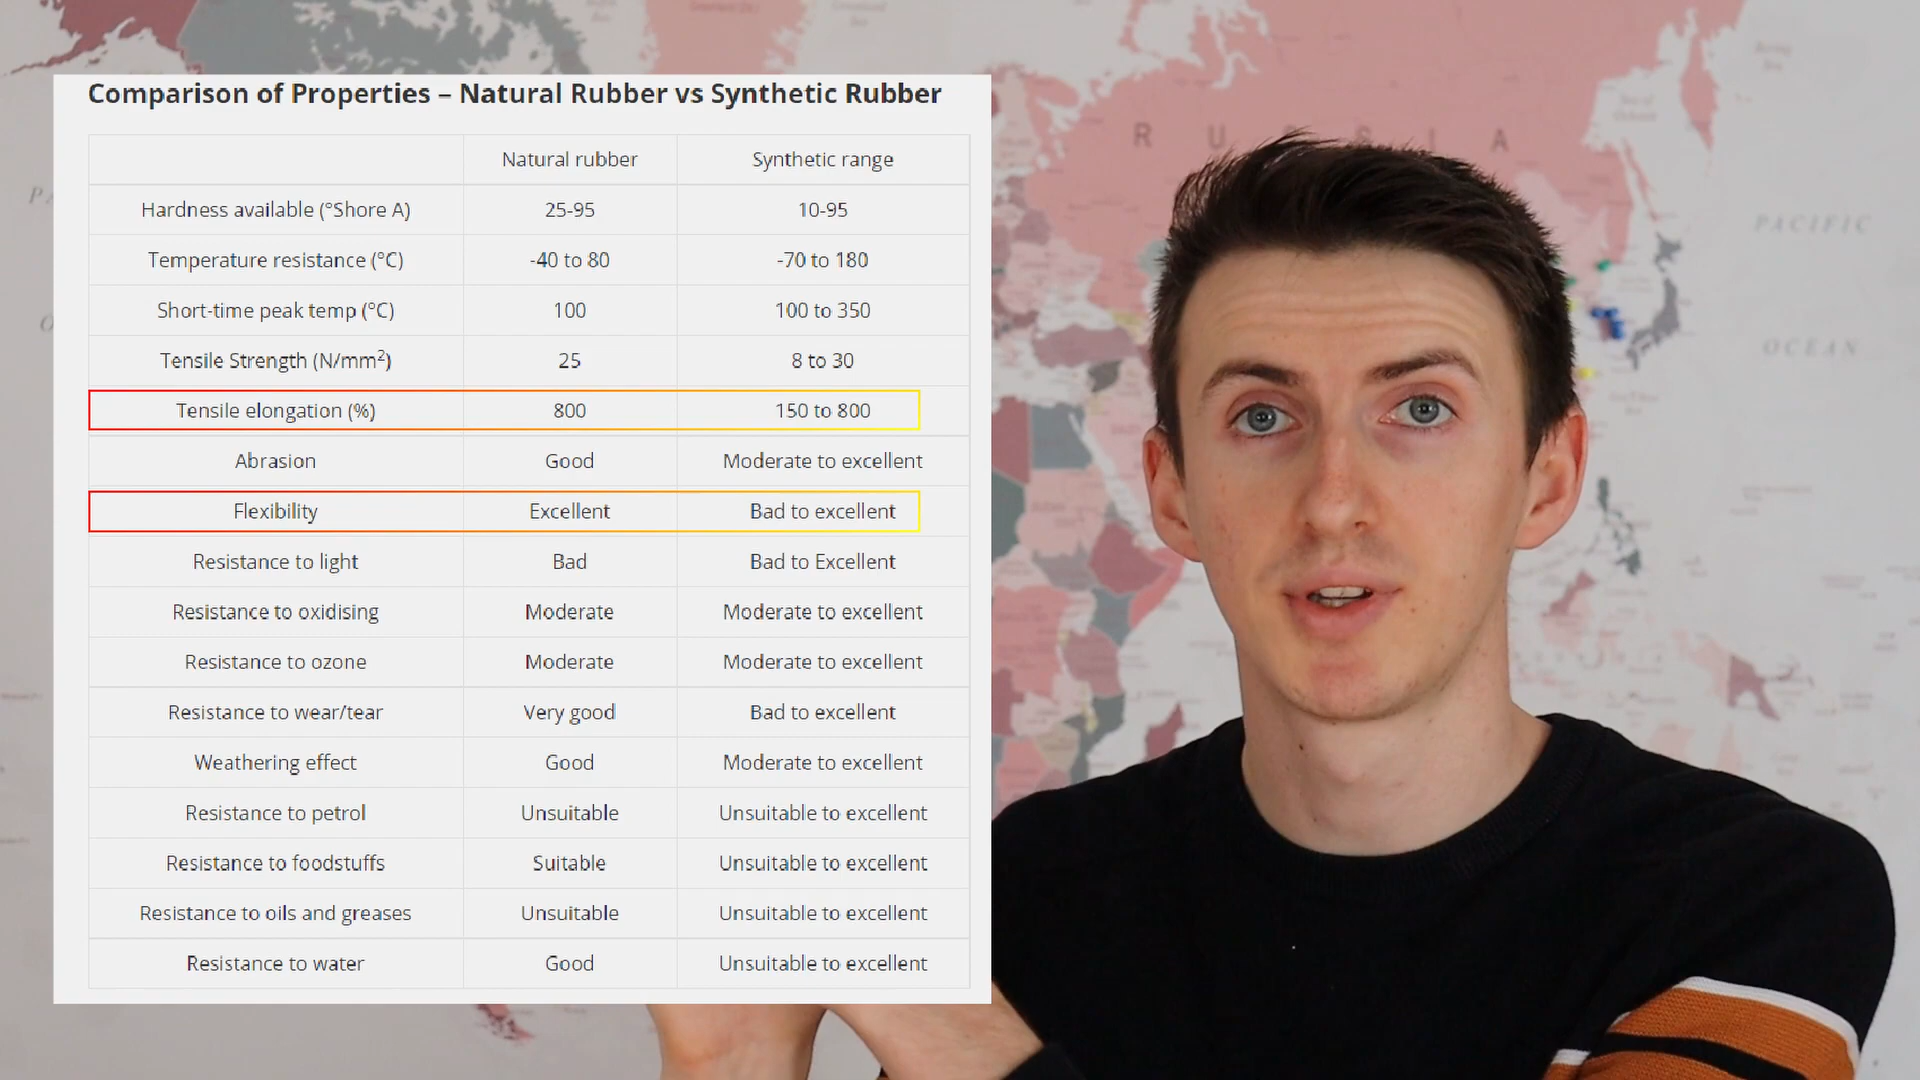 Comparison of Properties – Natural Rubber vs Synthetic Rubber
Natural rubber Synthetic range
Hardness available (°Shore A) 25-95 10-95
Temperature resistance (°C) -40 to 80 -70 to 180
Short-time peak temp (°C) 100 100 to 350
Tensile Strength (N/mm²) 25 8 to 30
Tensile elongation (%) 800 150 to 800
Abrasion Good Moderate to excellent
Flexibility Excellent Bad to excellent
Resistance to light Bad Bad to Excellent
Resistance to oxidising Moderate Moderate to excellent
Resistance to ozone Moderate Moderate to excellent
Resistance to wear/tear Very good Bad to excellent
Weathering effect Good Moderate to excellent
Resistance to petrol Unsuitable Unsuitable to excellent
Resistance to foodstuffs Suitable Unsuitable to excellent
Resistance to oils and greases Unsuitable Unsuitable to excellent
Resistance to water Good Unsuitable to excellent
RUSSIA
PACIFIC
OCEAN